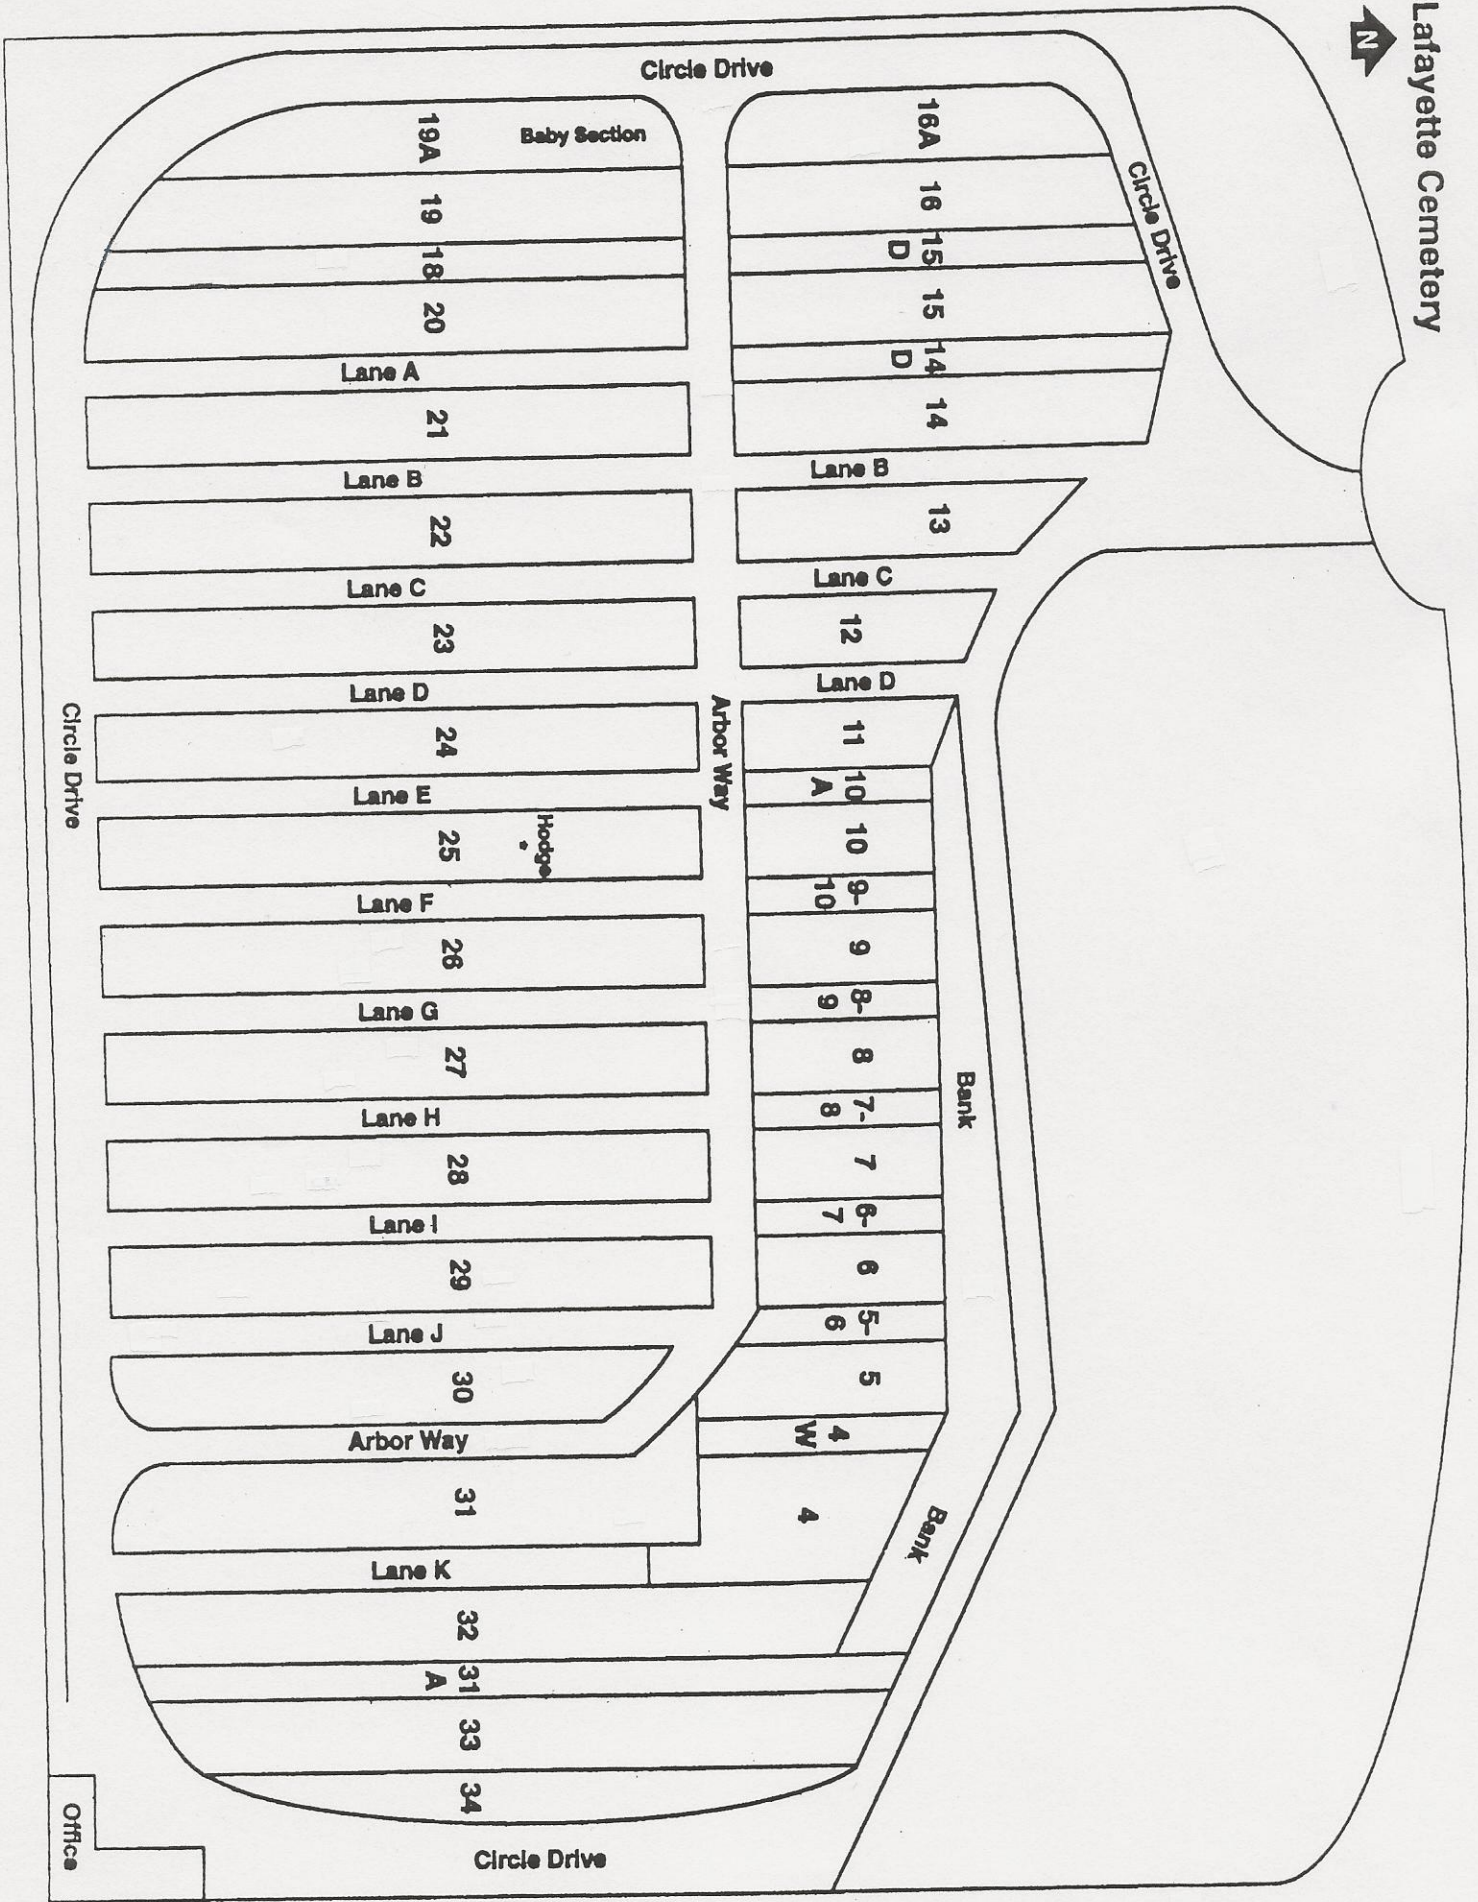 Lafayette Cemetery
N
Circle Drive
19A
Baby Section
16A
Circle Drive
19
16
18
15
D
20
15
14
D
Lane A
21
14
Lane B
Lane B
22
13
Lane C
Lane C
23
12
Lane D
Lane D
Circle Drive
24
Arbor Way
11
10
A
Lane E
25
Hodge
10
9-
10
Lane F
26
9
8-
9
Lane G
27
8
Bank
7-
8
Lane H
28
7
6-
7
Lane I
29
6
5-
6
Lane J
30
5
4
W
Arbor Way
31
4
Bank
Lane K
32
31
A
33
34
Office
Circle Drive